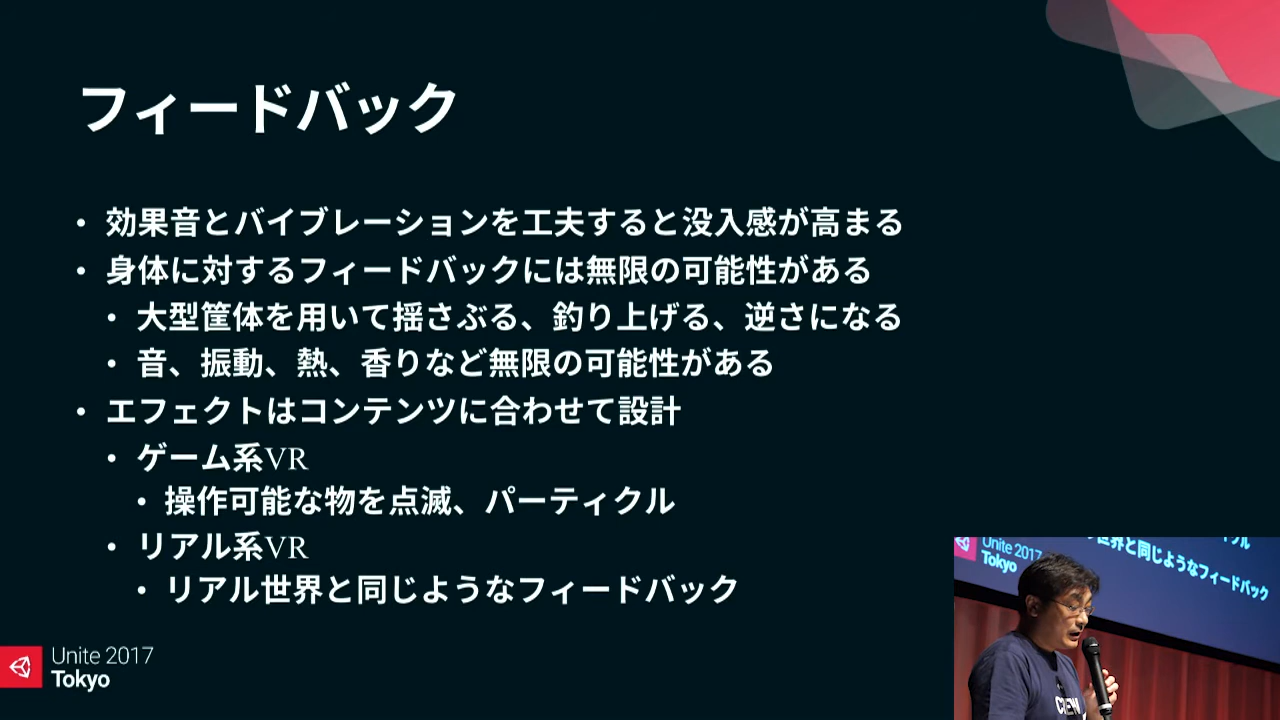 フィードバック
• 効果音とバイブレーションを工夫すると没入感が高まる
• 身体に対するフィードバックには無限の可能性がある
• 大型筐体を用いて揺さぶる、釣り上げる、逆さになる
• 音、振動、熱、香りなど無限の可能性がある
• エフェクトはコンテンツに合わせて設計
• ゲーム系VR
• 操作可能な物を点滅、パーティクル
• リアル系VR
• リアル世界と同じようなフィードバック
Unite 2017
Tokyo
イクル
世界と同じようなフィードバック
Unite 2017
Tokyo